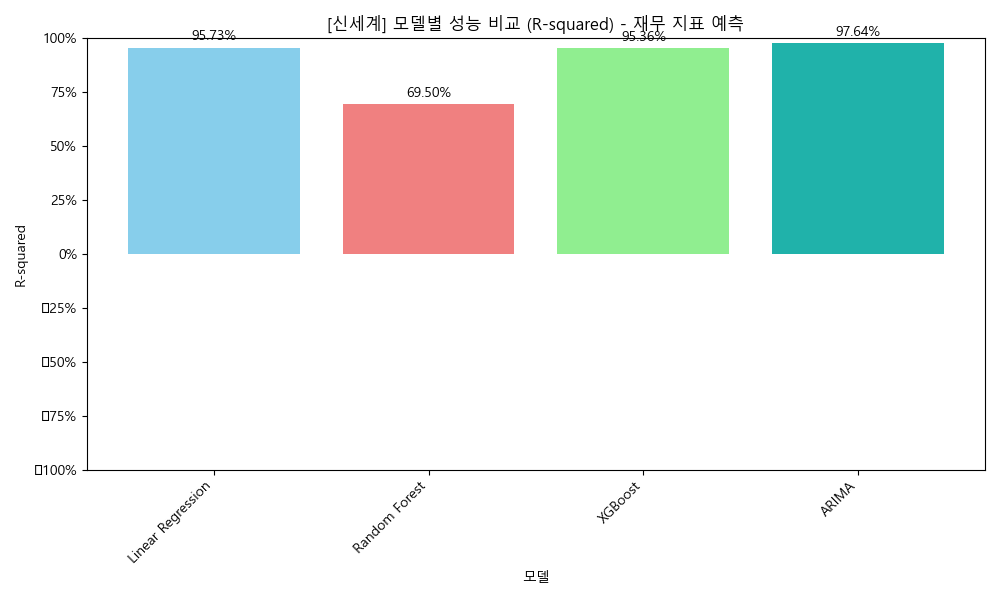 [신세계] 모델별 성능 비교 (R-squared) - 재무 지표 예측
95.73%
69.50%
95.36%
97.64%
100%
75%
50%
25%
0%
□25%
□50%
□75%
□100%
R-squared
Linear Regression
Random Forest
XGBoost
ARIMA
모델